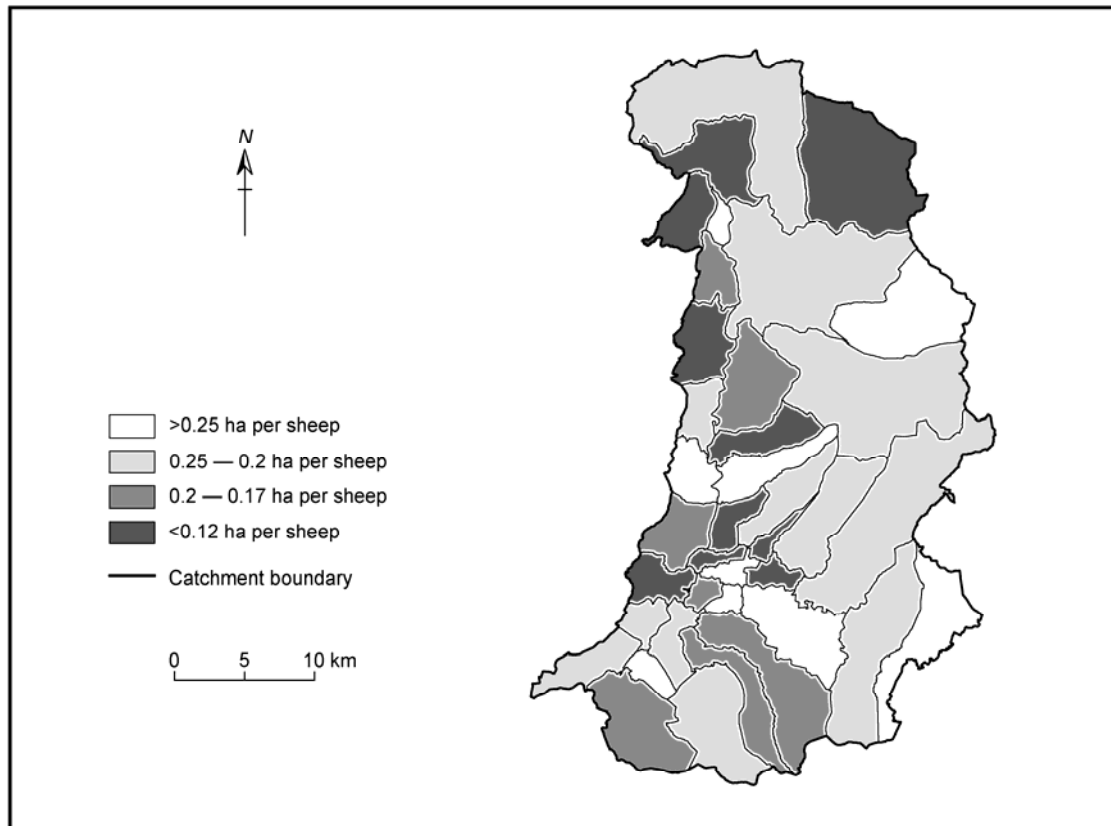 N
>0.25 ha per sheep
0.25 — 0.2 ha per sheep
0.2 — 0.17 ha per sheep
<0.12 ha per sheep
Catchment boundary
0 5 10 km